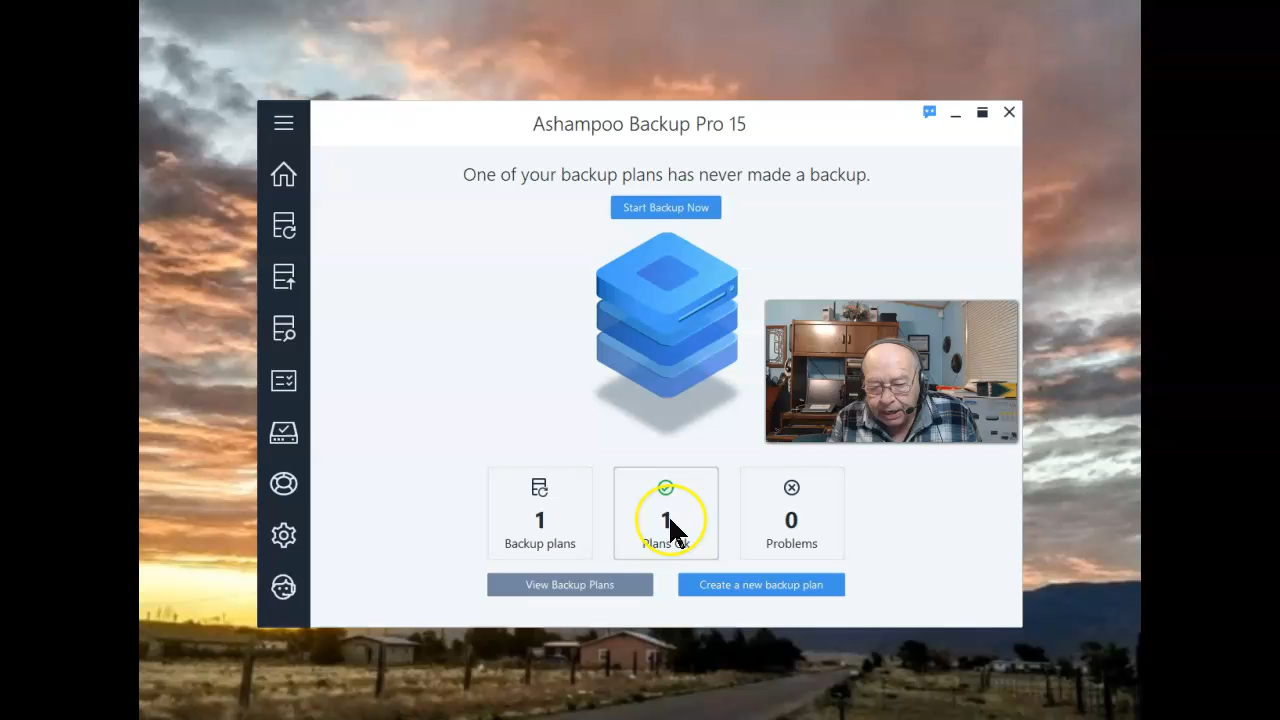 Ashampoo Backup Pro 15
One of your backup plans has never made a backup.
Start Backup Now
1
Backup plans
1
Plans
0
Problems
View Backup Plans
Create a new backup plan